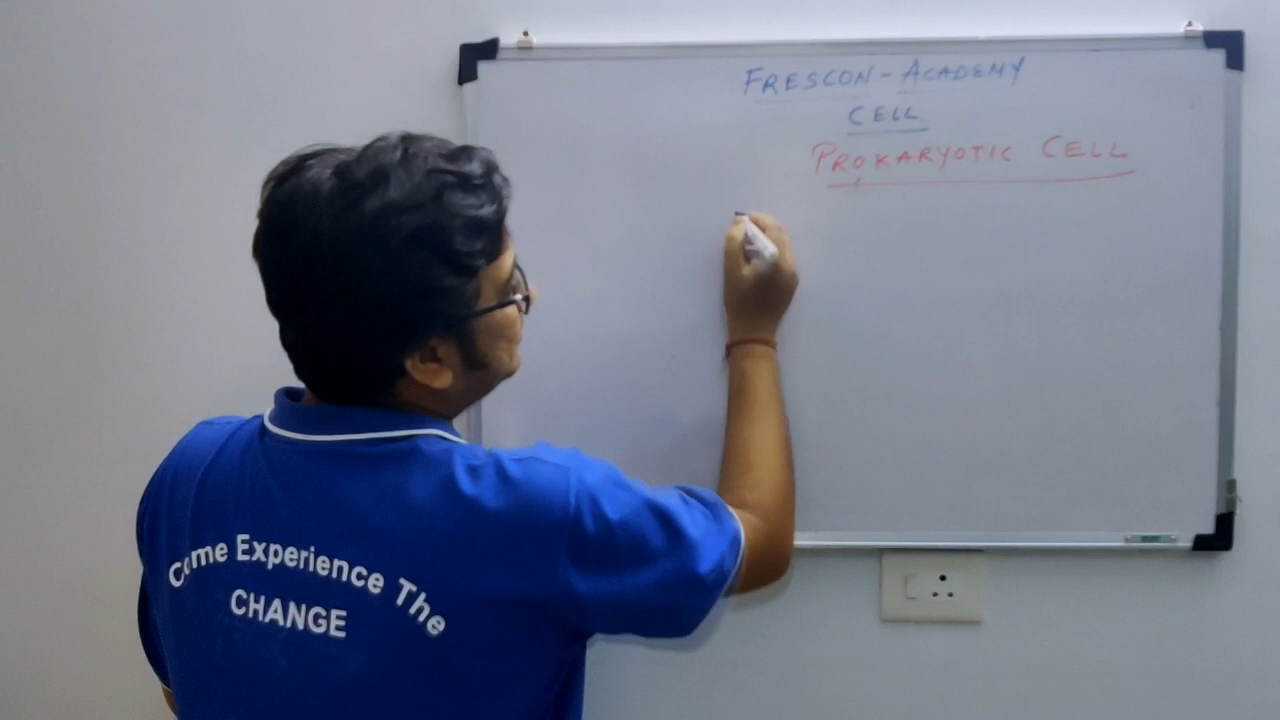 FRESCON - ACADEMY
CELL
PROKARYOTIC CELL
Come Experience The
CHANGE